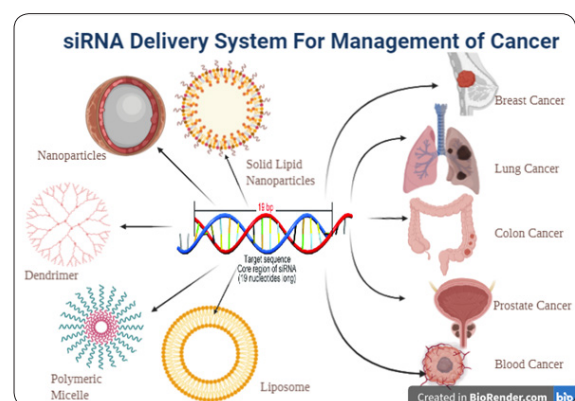 siRNA Delivery System For Management of Cancer
Nanoparticles
Solid Lipid
Nanoparticles
Breast Cancer
Lung Cancer
19 bp
Target sequence
Core region of siRNA
(19 nucleotides long)
Dendrimer
Colon Cancer
Polymeric
Micelle
Liposome
Prostate Cancer
Blood Cancer
Created in BioRender.com bio